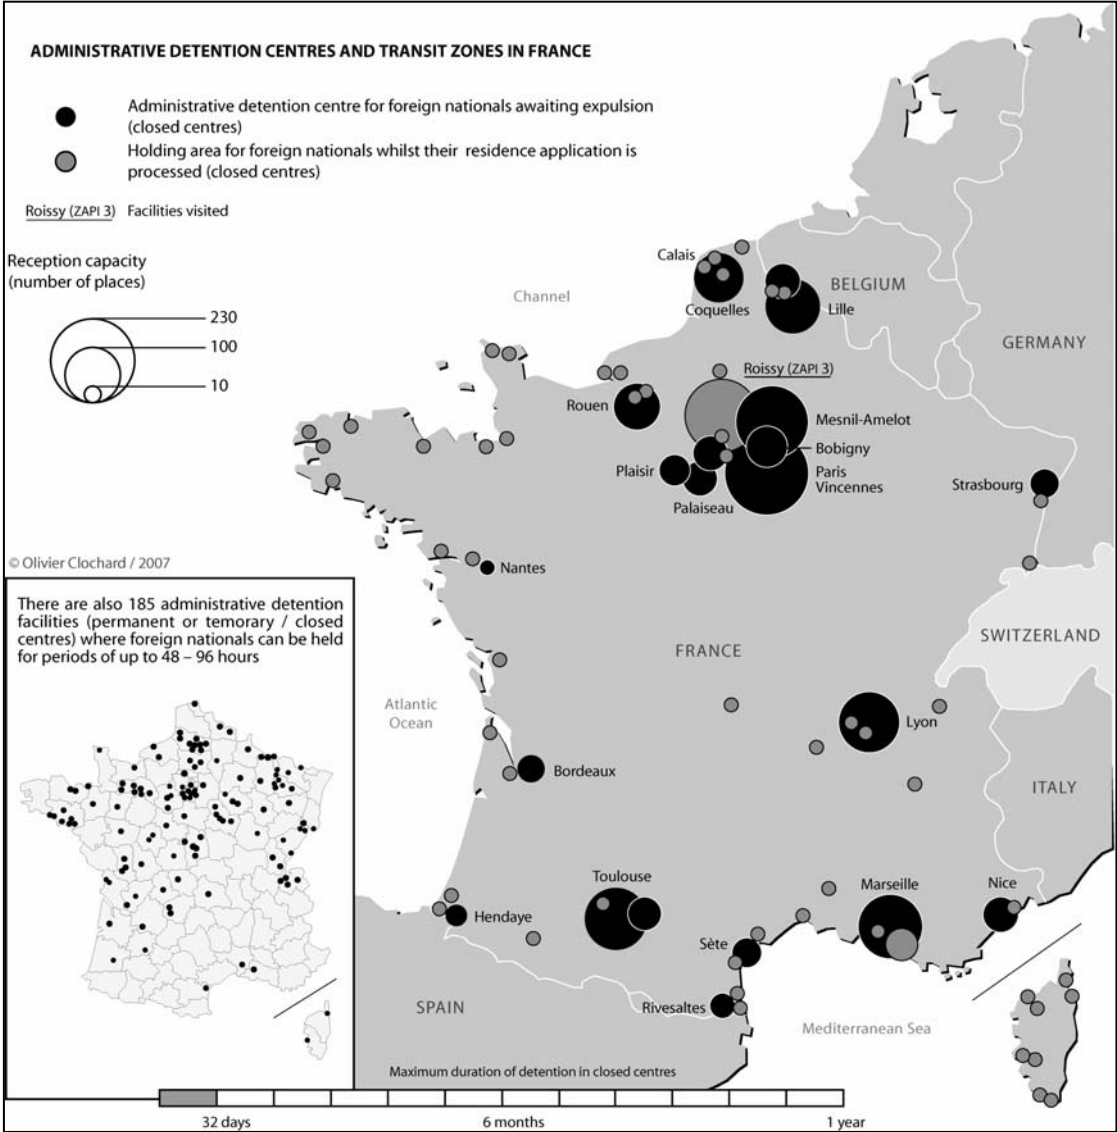 ADMINISTRATIVE DETENTION CENTRES AND TRANSIT ZONES IN FRANCE
Administrative detention centre for foreign nationals awaiting expulsion
(closed centres)
Holding area for foreign nationals whilst their residence application is
processed (closed centres)
Roissy (ZAPI 3) Facilities visited
Reception capacity
(number of places)
230
100
10
Channel
Calais
Coquelles
BELGIUM
Lille
GERMANY
Roissy (ZAPI 3)
Rouen
Mesnil-Amelot
Bobigny
Plaisir
Paris
Vincennes
Palaiseau
Strasbourg
© Olivier Clochard / 2007
Nantes
There are also 185 administrative detention
facilities (permanent or temorary / closed
centres) where foreign nationals can be held
for periods of up to 48 – 96 hours
FRANCE
SWITZERLAND
Atlantic
Ocean
Lyon
Bordeaux
ITALY
Toulouse
Marseille
Nice
Hendaye
Sète
Rivesaltes
SPAIN
Mediterranean Sea
Maximum duration of detention in closed centres
32 days
6 months
1 year